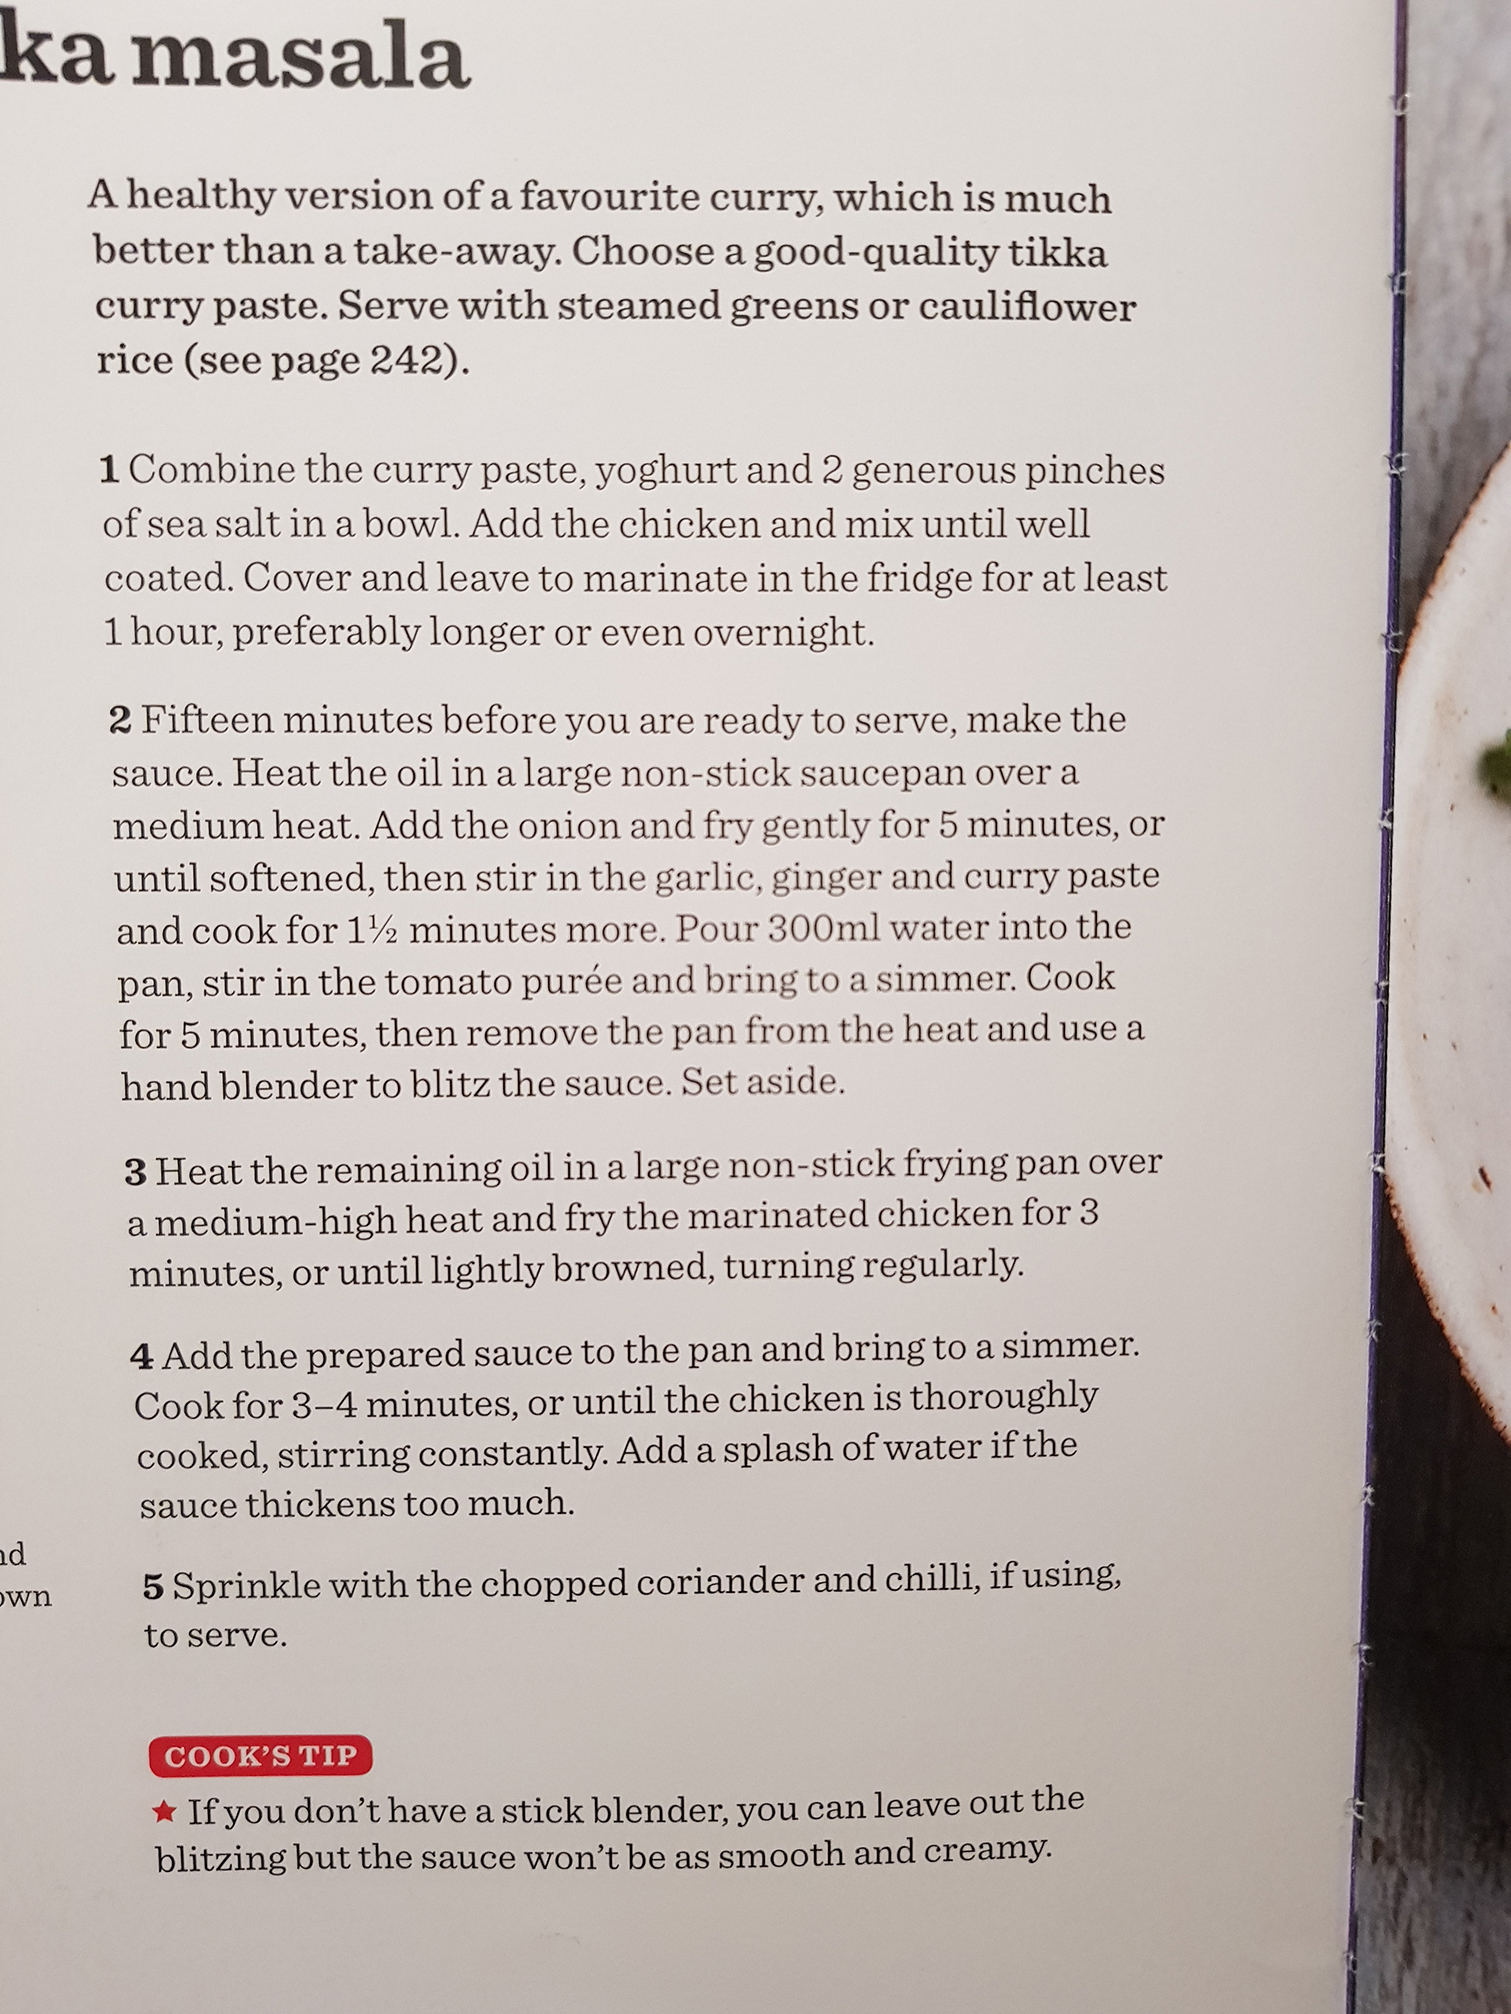 ka masala
A healthy version of a favourite curry, which is much
better than a take-away. Choose a good-quality tikka
curry paste. Serve with steamed greens or cauliflower
rice (see page 242).
1 Combine the curry paste, yoghurt and 2 generous pinches
of sea salt in a bowl. Add the chicken and mix until well
coated. Cover and leave to marinate in the fridge for at least
1 hour, preferably longer or even overnight.
2 Fifteen minutes before you are ready to serve, make the
sauce. Heat the oil in a large non-stick saucepan over a
medium heat. Add the onion and fry gently for 5 minutes, or
until softened, then stir in the garlic, ginger and curry paste
and cook for 1½ minutes more. Pour 300ml water into the
pan, stir in the tomato purée and bring to a simmer. Cook
for 5 minutes, then remove the pan from the heat and use a
hand blender to blitz the sauce. Set aside.
3 Heat the remaining oil in a large non-stick frying pan over
a medium-high heat and fry the marinated chicken for 3
minutes, or until lightly browned, turning regularly.
4 Add the prepared sauce to the pan and bring to a simmer.
Cook for 3–4 minutes, or until the chicken is thoroughly
cooked, stirring constantly. Add a splash of water if the
sauce thickens too much.
5 Sprinkle with the chopped coriander and chilli, if using,
to serve.
COOK'S TIP
★ If you don't have a stick blender, you can leave out the
blitzing but the sauce won't be as smooth and creamy.